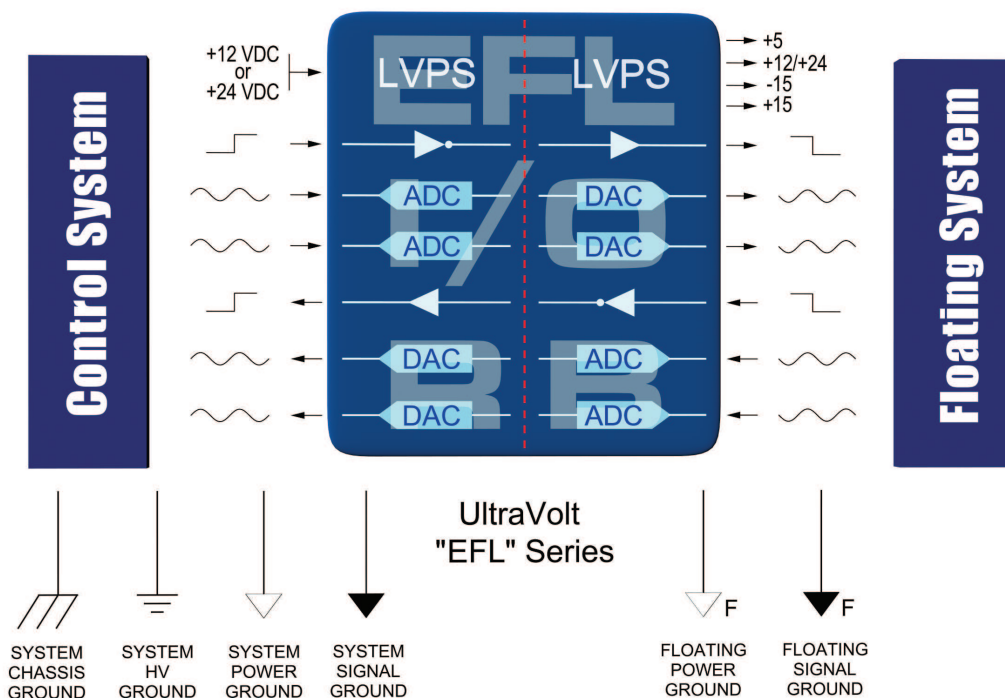 Control System
+12 VDC
or
+24 VDC
EFL
LVPS
LVPS
+5
+12/+24
-15
+15
I/O
ADC
DAC
ADC
DAC
RB
DAC
ADC
DAC
ADC
Floating System
UltraVolt
"EFL" Series
F
F
SYSTEM
CHASSIS
GROUND
SYSTEM
HV
GROUND
SYSTEM
POWER
GROUND
SYSTEM
SIGNAL
GROUND
FLOATING
POWER
GROUND
FLOATING
SIGNAL
GROUND